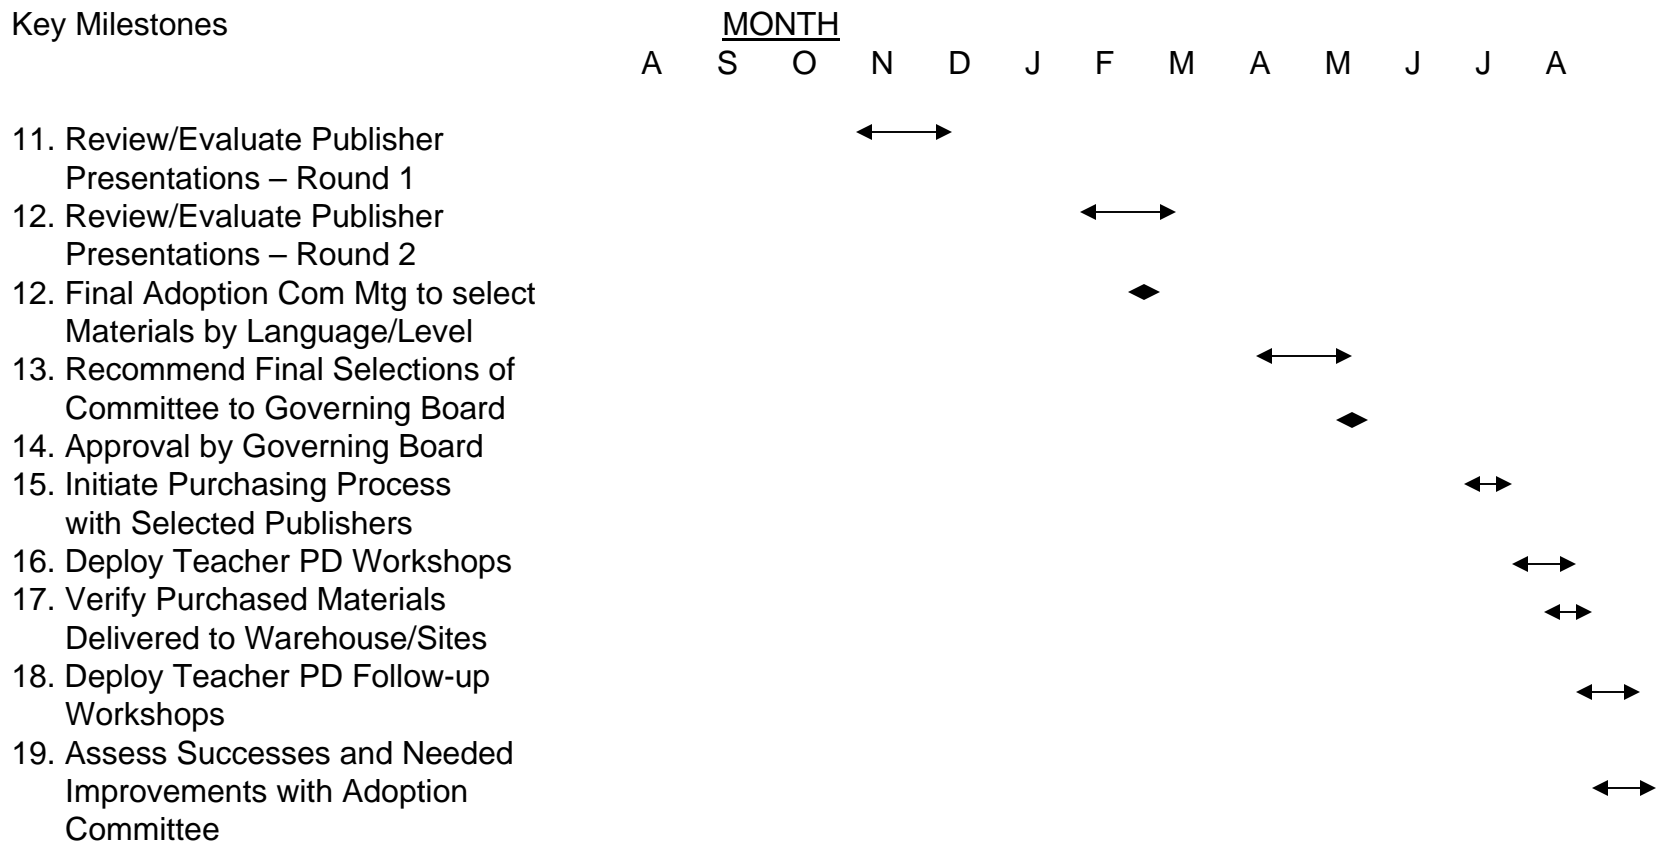 Key Milestones MONTH
A S O N D J F M A M J J A
11. Review/Evaluate Publisher
Presentations – Round 1
12. Review/Evaluate Publisher
Presentations – Round 2
12. Final Adoption Com Mtg to select
Materials by Language/Level
13. Recommend Final Selections of
Committee to Governing Board
14. Approval by Governing Board
15. Initiate Purchasing Process
with Selected Publishers
16. Deploy Teacher PD Workshops
17. Verify Purchased Materials
Delivered to Warehouse/Sites
18. Deploy Teacher PD Follow-up
Workshops
19. Assess Successes and Needed
Improvements with Adoption
Committee